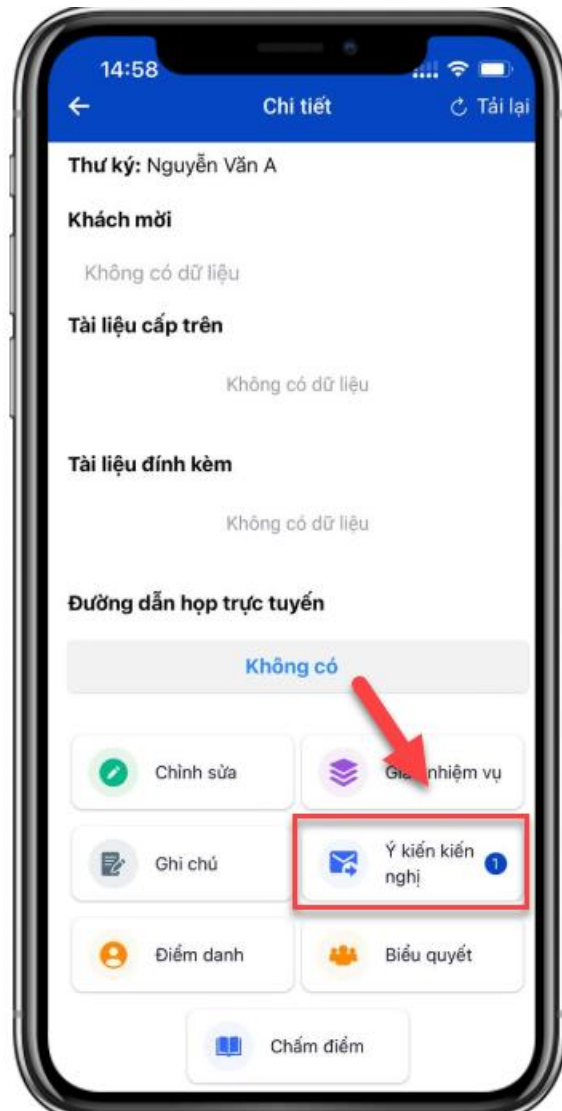 14:58
Chi tiết
Tải lại
Thư ký: Nguyễn Văn A
Khách mời
Không có dữ liệu
Tài liệu cấp trên
Không có dữ liệu
Tài liệu đính kèm
Không có dữ liệu
Đường dẫn họp trực tuyến
Không có
Chỉnh sửa
nhiệm vụ
Ghi chú
Ý kiến kiến
nghị
1
Điểm danh
Biểu quyết
Chấm điểm